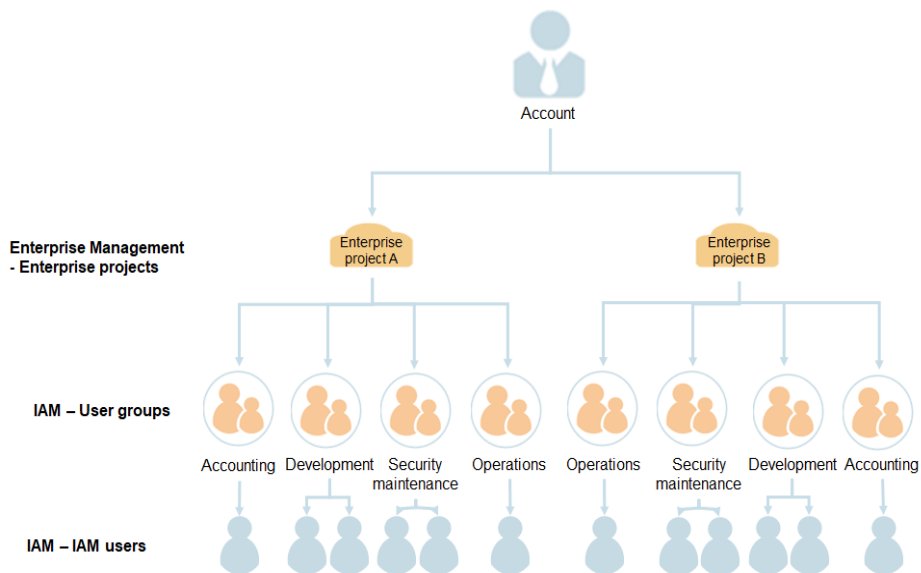 Account
Enterprise Management
- Enterprise projects
Enterprise
project A
Enterprise
project B
IAM – User groups
Accounting
Development
Security
maintenance
Operations
Operations
Security
maintenance
Development
Accounting
IAM – IAM users